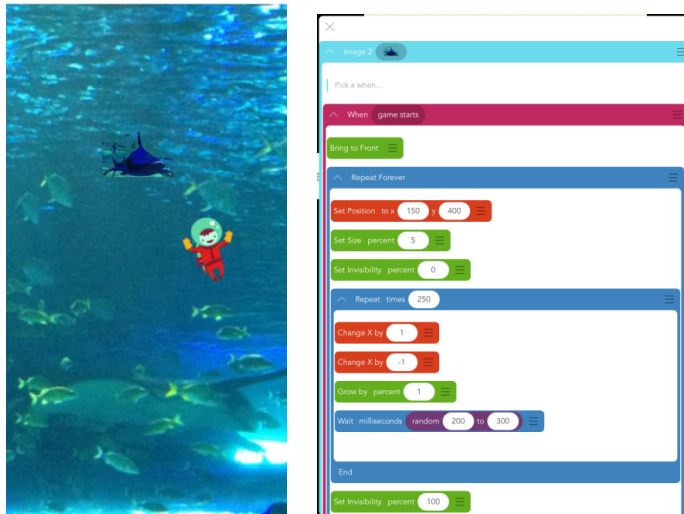 Image 2
Pick a when...
When game starts
Bring to Front
Repeat Forever
Set Position to x 150 y 400
Set Size percent 5
Set Invisibility percent 0
Repeat times 250
Change X by 1
Change X by -1
Grow by percent 1
Wait milliseconds random 200 to 300
End
Set Invisibility percent 100